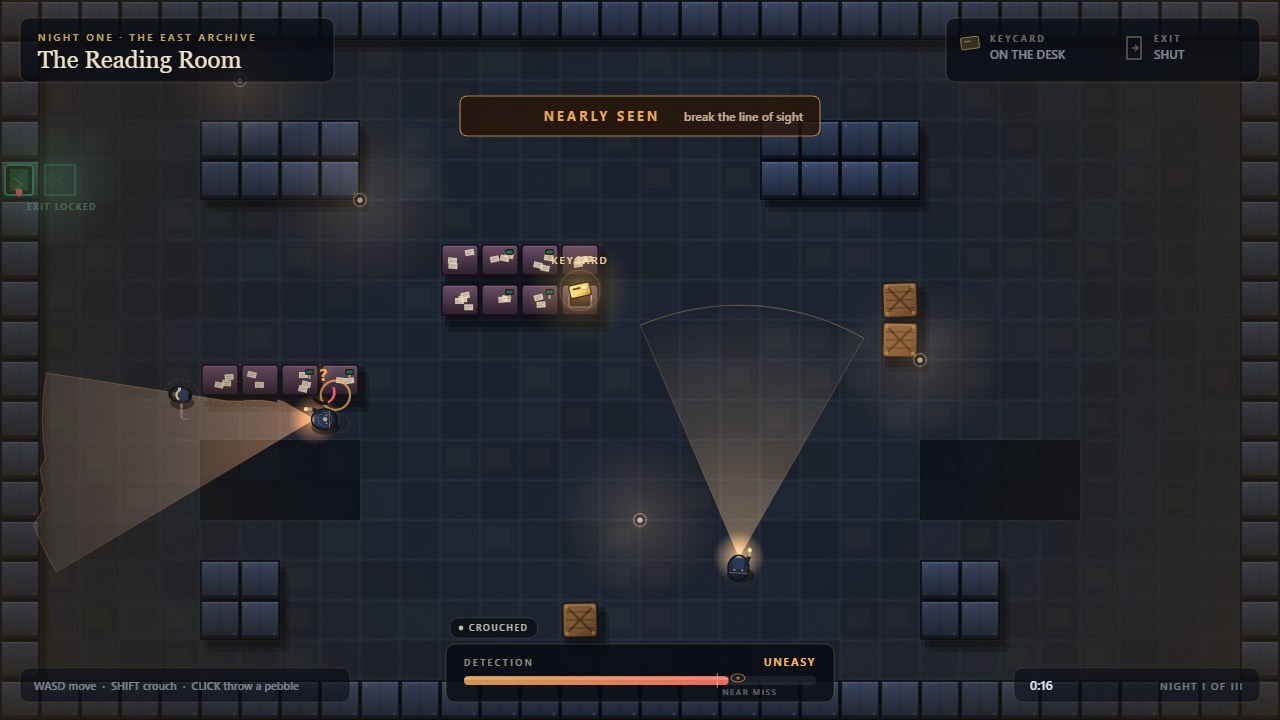 NIGHT ONE · THE EAST ARCHIVE
The Reading Room
KEYCARD
ON THE DESK
EXIT
SHUT
NEARLY SEEN break the line of sight
EXIT LOCKED
KEYCARD
?
CROUCHED
DETECTION
UNEASY
NEAR MISS
WASD move · SHIFT crouch · CLICK throw a pebble
0:16
NIGHT I OF III